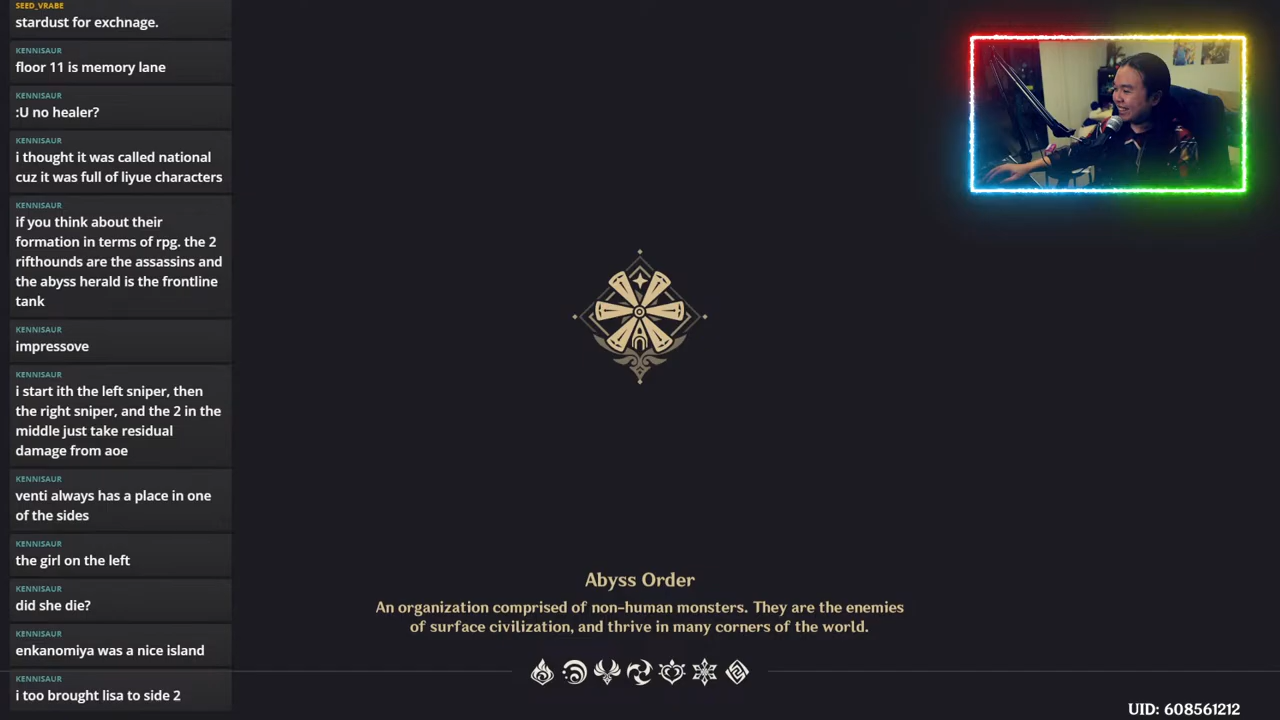 SEED_VRABE
stardust for exchnage.
KENNISAUR
floor 11 is memory lane
KENNISAUR
:U no healer?
KENNISAUR
i thought it was called national
cuz it was full of liyue characters
KENNISAUR
if you think about their
formation in terms of rpg. the 2
rifthounds are the assassins and
the abyss herald is the frontline
tank
KENNISAUR
impressove
KENNISAUR
i start ith the left sniper, then
the right sniper, and the 2 in the
middle just take residual
damage from aoe
KENNISAUR
venti always has a place in one
of the sides
KENNISAUR
the girl on the left
KENNISAUR
did she die?
KENNISAUR
enkanomiya was a nice island
KENNISAUR
i too brought lisa to side 2
Abyss Order
An organization comprised of non-human monsters. They are the enemies
of surface civilization, and thrive in many corners of the world.
UID: 608561212